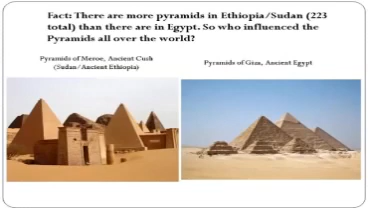 Fact: There are more pyramids in Ethiopia/Sudan (223
total) than there are in Egypt. So who influenced the
Pyramids all over the world?
Pyramids of Meroe, Ancient Cush
(Sudan/Ancient Ethiopia)
Pyramids of Giza, Ancient Egypt